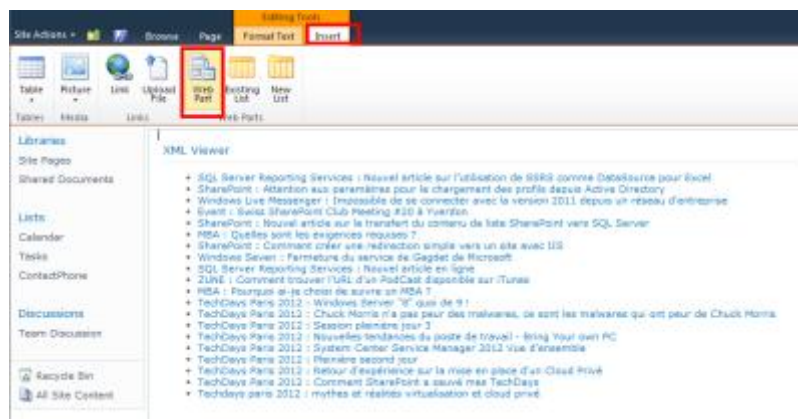 Editing Tools
Site Actions Browse Page Format Text Insert
Table Picture Link Upload File Web Part Existing List New List
Tables Media Links Web Parts
Libraries
Site Pages
Shared Documents
Lists
Calendar
Tasks
ContactPhone
Discussions
Team Discussion
Recycle Bin
All Site Content
XML Viewer
SQL Server Reporting Services : Nouvel article sur l'utilisation de SSRS comme DataSource pour Excel
SharePoint : Attention aux paramètres pour le chargement des profils depuis Active Directory
Windows Live Messenger : Impossible de se connecter avec la version 2011 depuis un réseau d'entreprise
Event : Swiss SharePoint Club Meeting #20 à Yverdon
SharePoint : Nouvel article sur le transfert du contenu de liste SharePoint vers SQL Server
MBA : Quelles sont les exigences requises ?
SharePoint : Comment créer une redirection simple vers un site avec IIS
Windows Seven : Fermeture du service de Gagdet de Microsoft
SQL Server Reporting Services : Nouvel article en ligne
ZUNE : Comment trouver l'URL d'un PodCast disponible sur iTunes
MBA : Pourquoi ai-je choisi de suivre un MBA ?
TechDays Paris 2012 : Windows Server "8" quoi de 9 !
TechDays Paris 2012 : Chuck Morris n'a pas peur des malwares, ce sont les malwares qui ont peur de Chuck Morris
TechDays Paris 2012 : Session plénière jour 3
TechDays Paris 2012 : Nouvelles tendances du poste de travail - Bring Your own PC
TechDays Paris 2012 : System Center Service Manager 2012 Vue d'ensemble
TechDays Paris 2012 : Plénière second jour
TechDays Paris 2012 : Retour d'expérience sur la mise en place d'un Cloud Privé
TechDays Paris 2012 : Comment SharePoint a sauvé mes TechDays
Techdays paris 2012 : mythes et réalités virtualisation et cloud privé